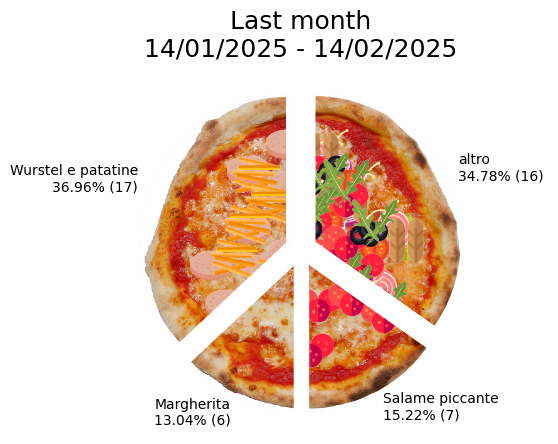 Last month
14/01/2025 - 14/02/2025
Wurstel e patatine
36.96% (17)
altro
34.78% (16)
Margherita
13.04% (6)
Salame piccante
15.22% (7)